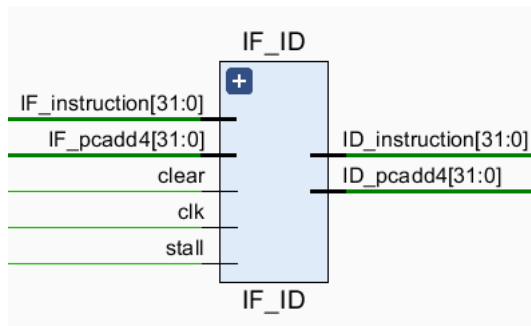 IF_ID
IF_instruction[31:0]
IF_pcadd4[31:0]
clear
clk
stall
ID_instruction[31:0]
ID_pcadd4[31:0]
IF_ID